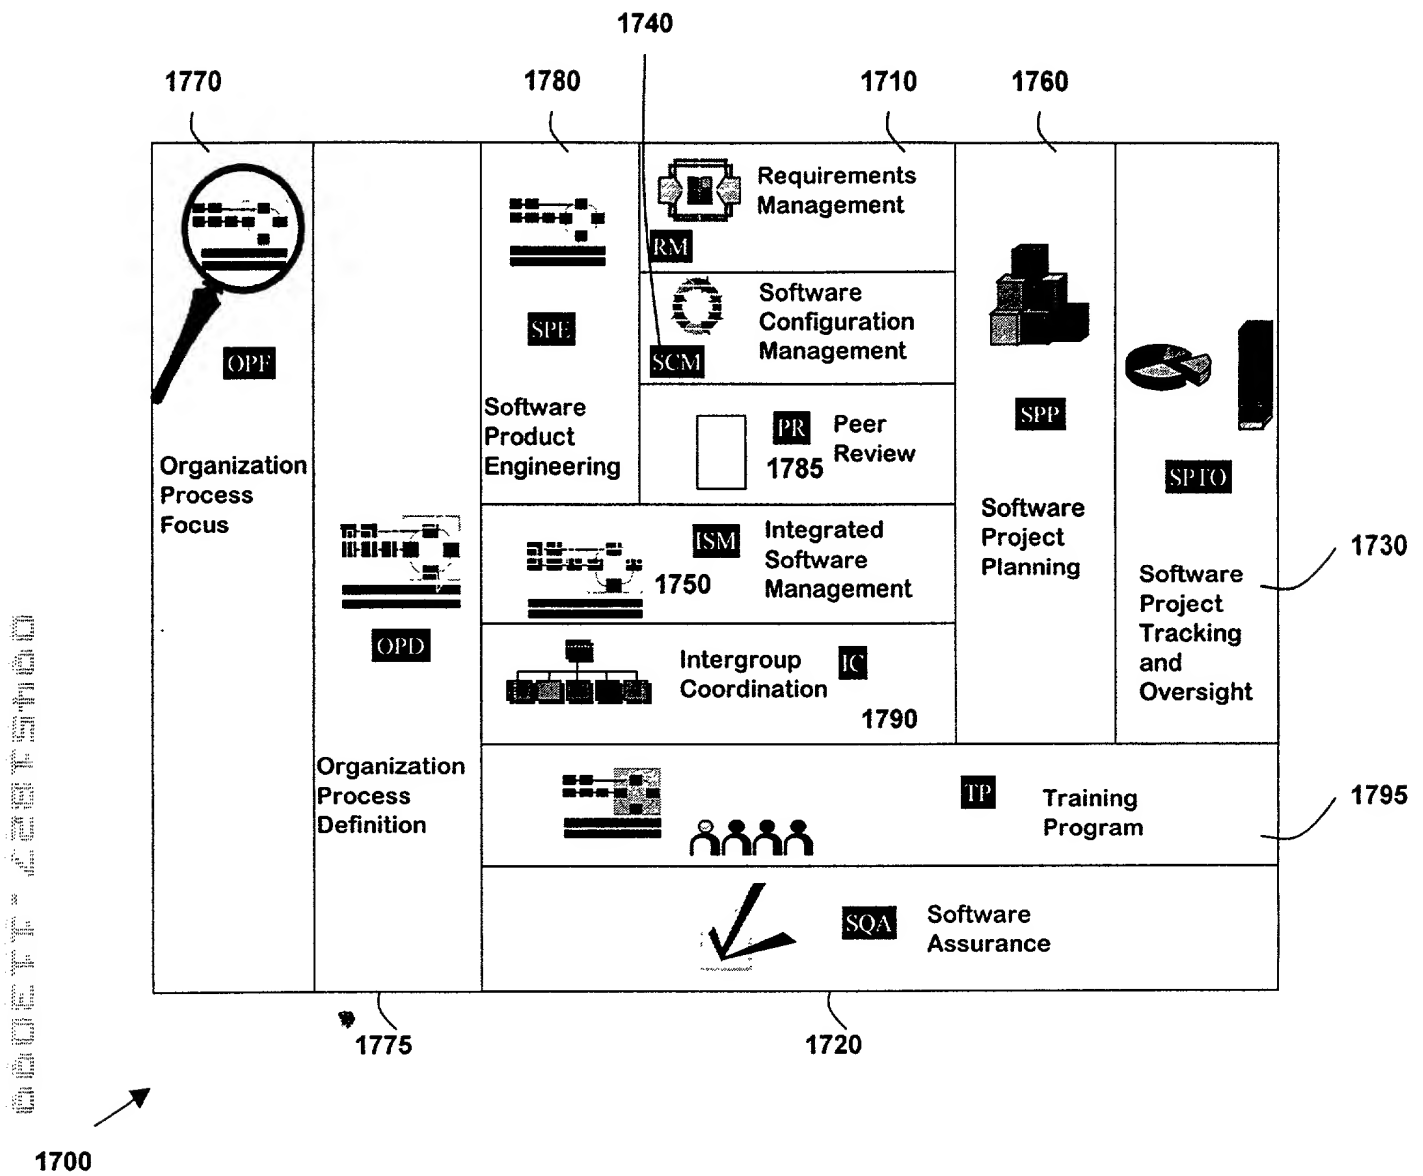 1740
1770
1780
1710
1760
Requirements
Management
RM
Software
Configuration
Management
SCM
SPE
OPF
Software
Product
Engineering
PR
Peer
Review
1785
SPP
SPTO
Organization
Process
Focus
Software
Project
Planning
ISM
Integrated
Software
Management
1750
1730
Software
Project
Tracking
and
Oversight
OPD
Intergroup
Coordination
IC
1790
Organization
Process
Definition
TP
Training
Program
1795
SQA
Software
Assurance
1775
1720
1700